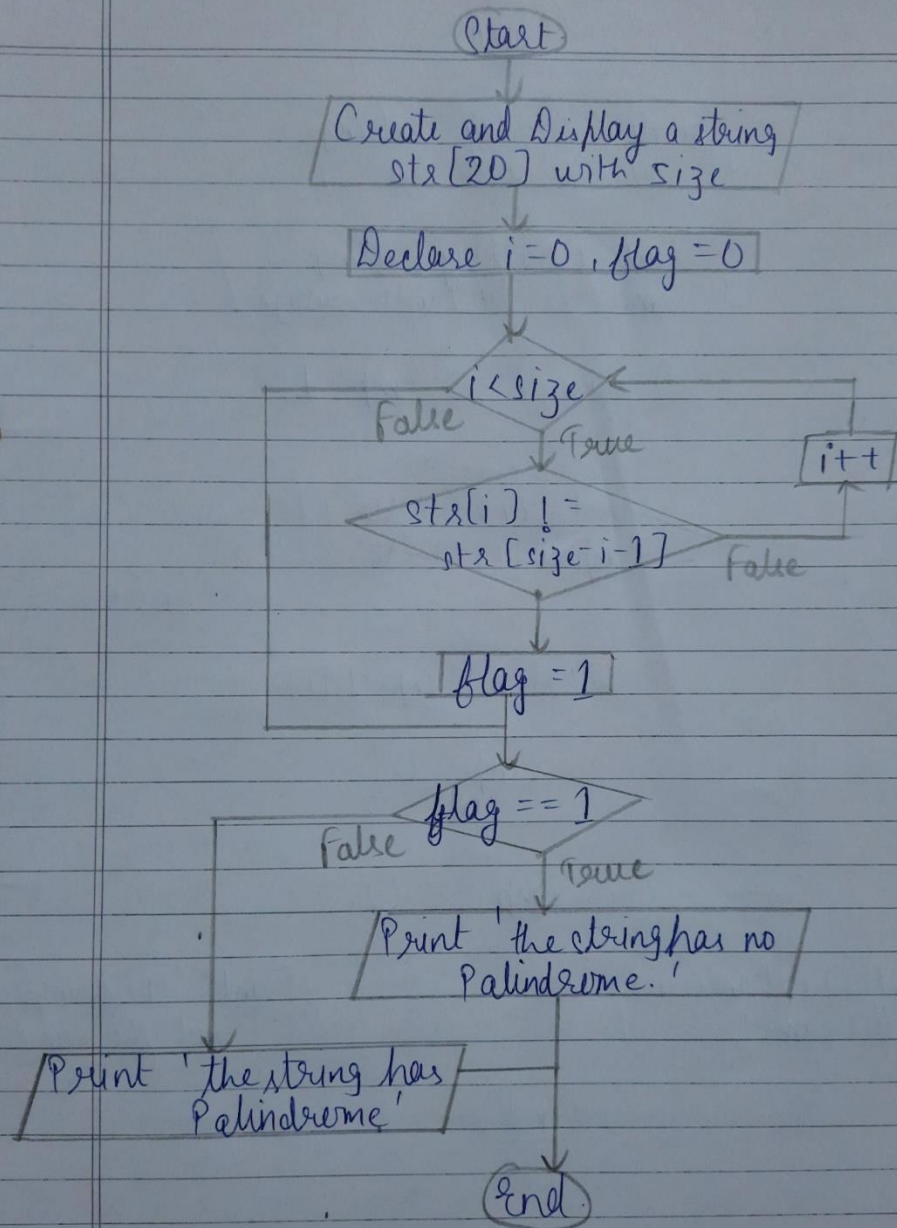 Start
Create and Display a string
str[20] with size
Declare i=0, flag=0
i<size
False
True
i++
str[i] !=
str[size-i-1]
False
flag = 1
flag == 1
False
True
Print 'the string has no
Palindrome.'
Print 'the string has
Palindrome'
End